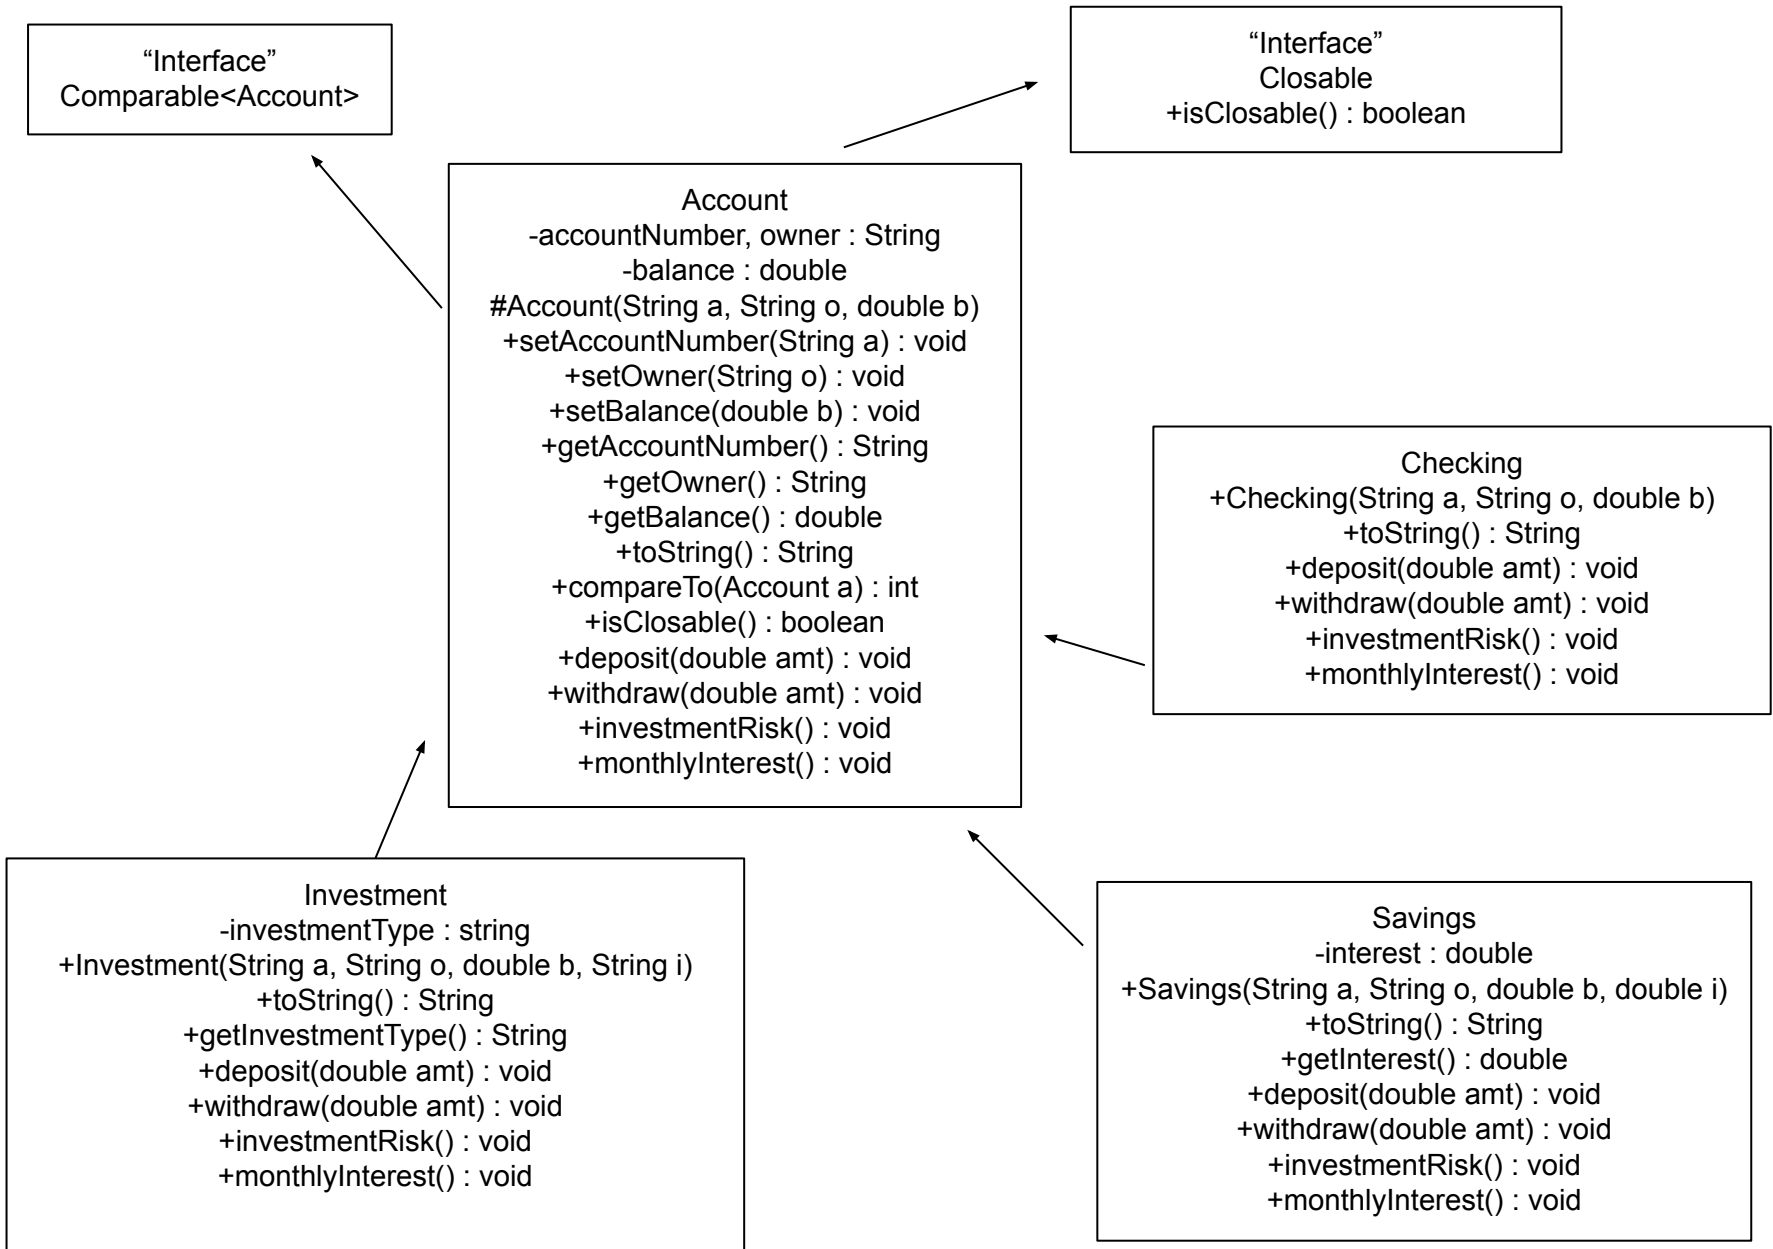 “Interface”
Comparable<Account>
“Interface”
Closable
+isClosable() : boolean
Account
-accountNumber, owner : String
-balance : double
#Account(String a, String o, double b)
+setAccountNumber(String a) : void
+setOwner(String o) : void
+setBalance(double b) : void
+getAccountNumber() : String
+getOwner() : String
+getBalance() : double
+toString() : String
+compareTo(Account a) : int
+isClosable() : boolean
+deposit(double amt) : void
+withdraw(double amt) : void
+investmentRisk() : void
+monthlyInterest() : void
Checking
+Checking(String a, String o, double b)
+toString() : String
+deposit(double amt) : void
+withdraw(double amt) : void
+investmentRisk() : void
+monthlyInterest() : void
Investment
-investmentType : string
+Investment(String a, String o, double b, String i)
+toString() : String
+getInvestmentType() : String
+deposit(double amt) : void
+withdraw(double amt) : void
+investmentRisk() : void
+monthlyInterest() : void
Savings
-interest : double
+Savings(String a, String o, double b, double i)
+toString() : String
+getInterest() : double
+deposit(double amt) : void
+withdraw(double amt) : void
+investmentRisk() : void
+monthlyInterest() : void